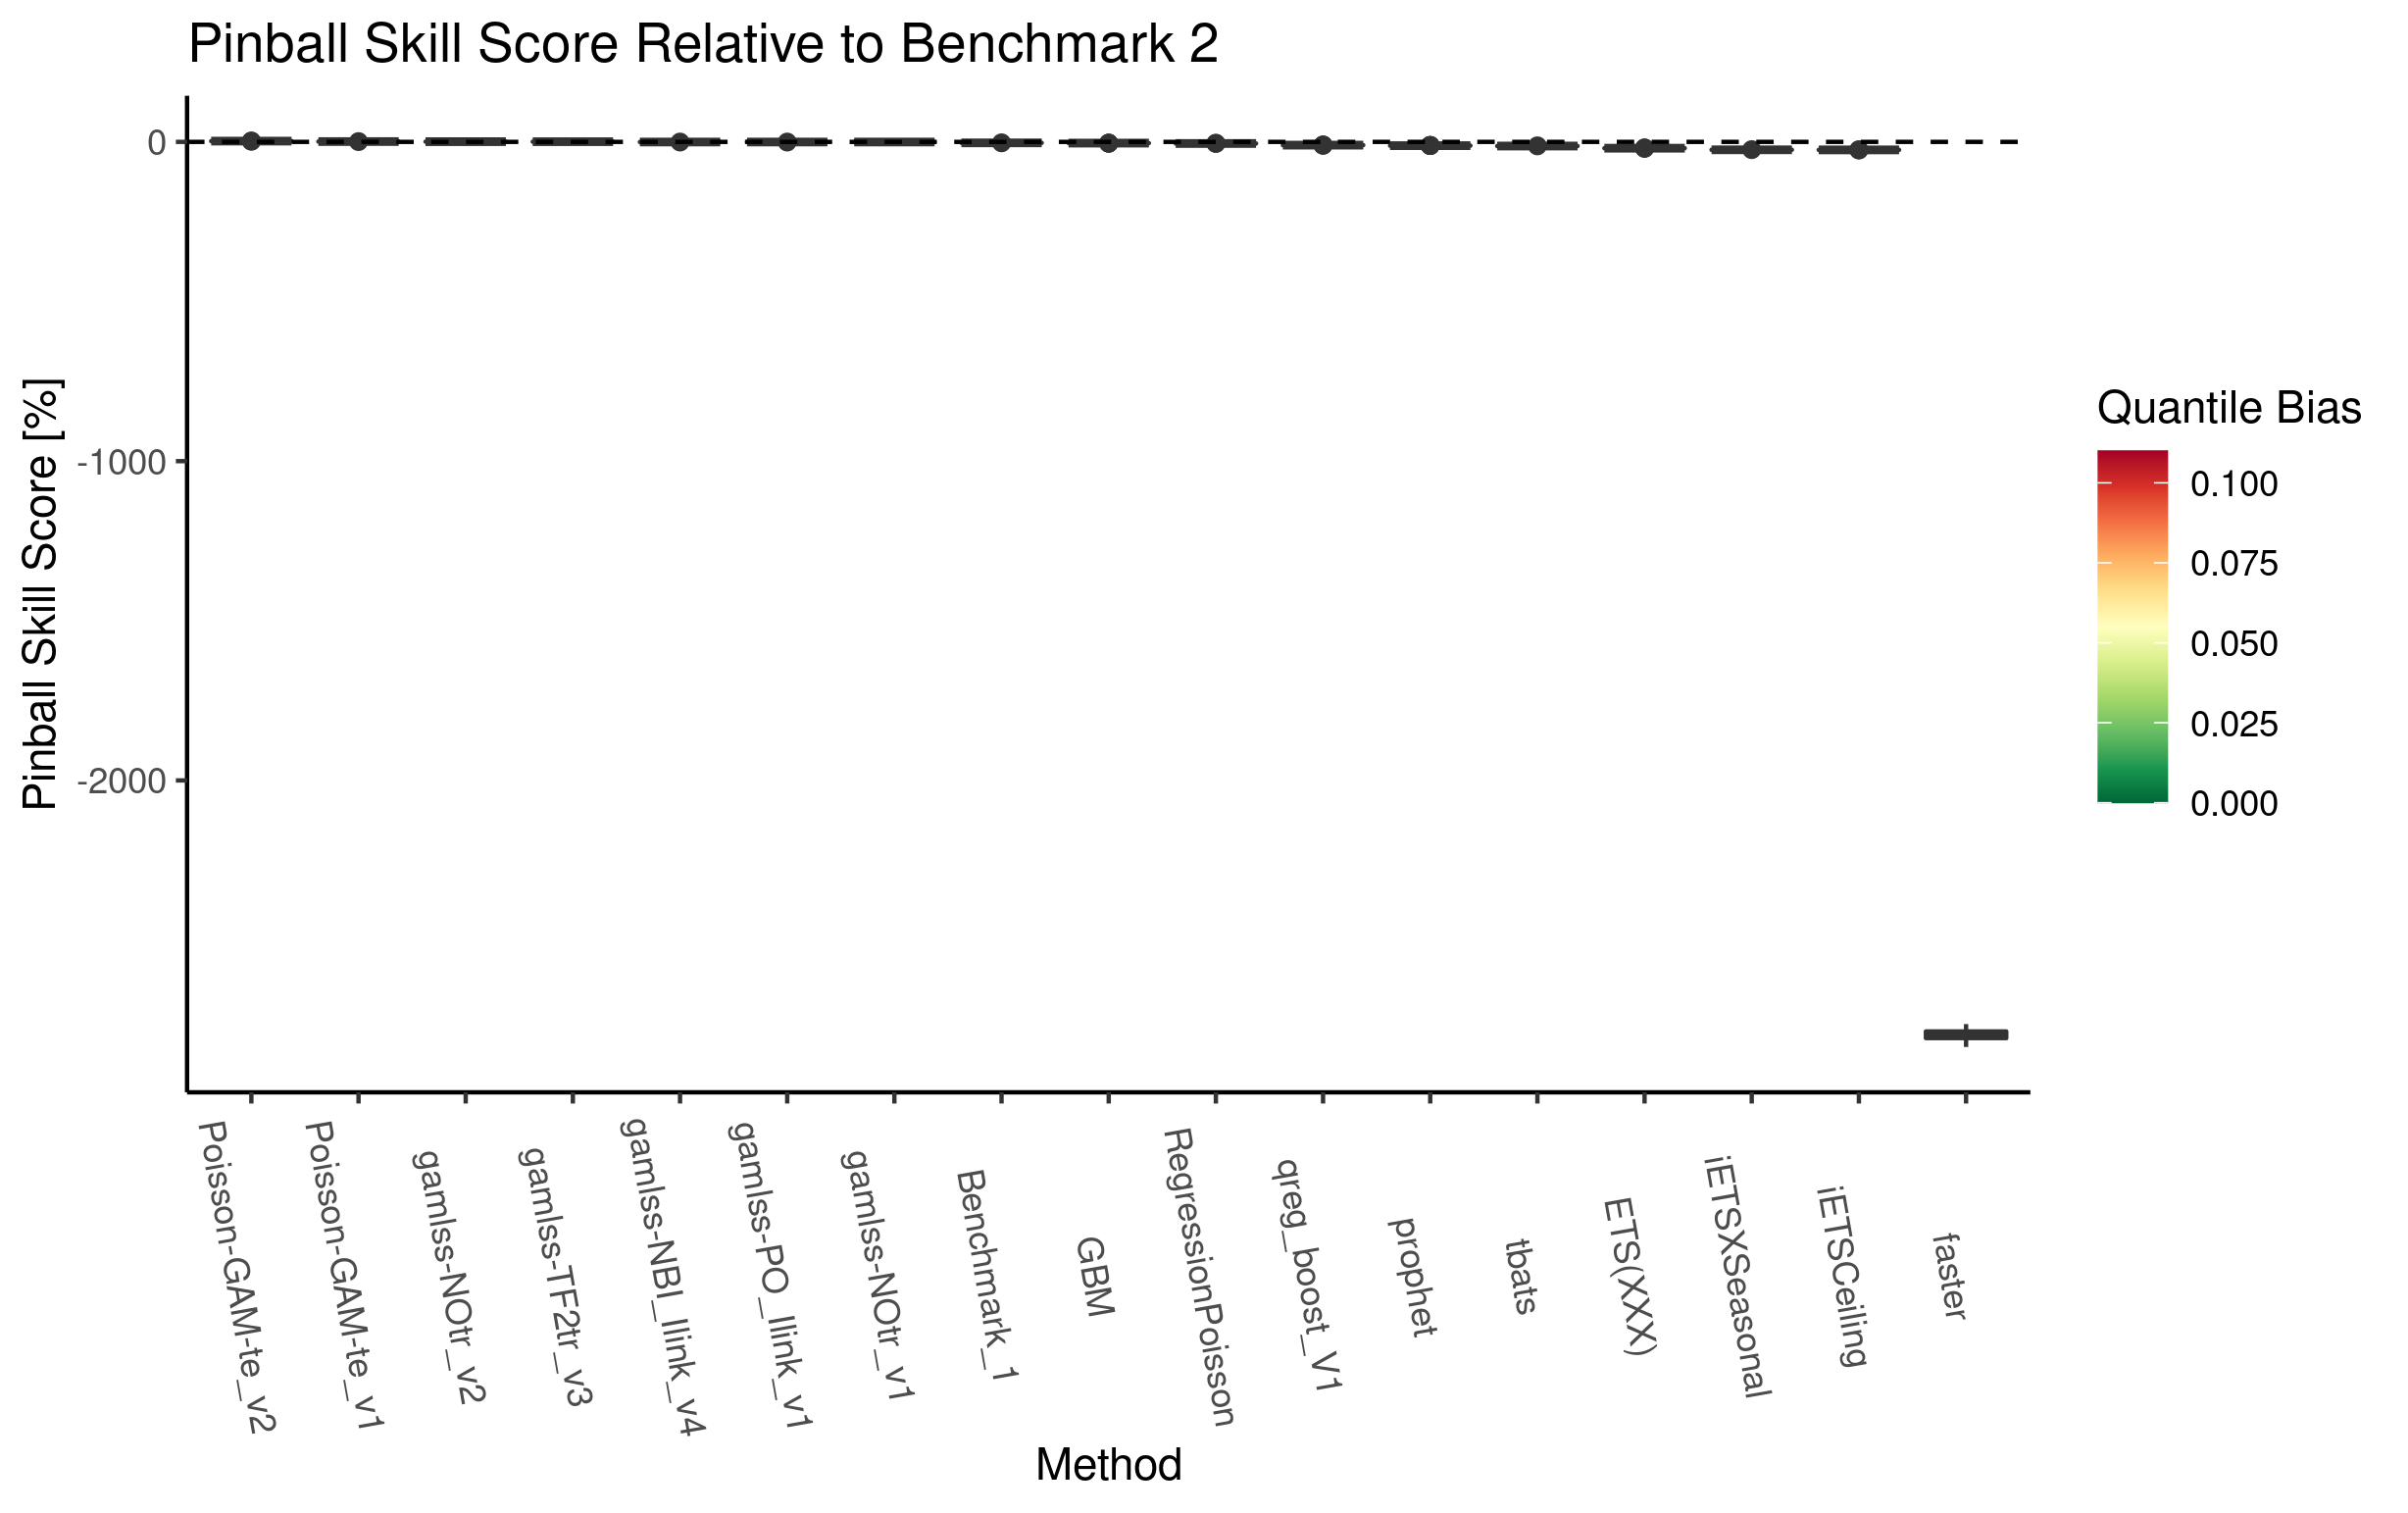 Pinball Skill Score Relative to Benchmark 2
Pinball Skill Score [%]
0
-1000
-2000
Poisson-GAM-te_v2
Poisson-GAM-te_v1
gamlss-NOtr_v2
gamlss-TF2tr_v3
gamlss-NBI_llink_v4
gamlss-PO_llink_v1
gamlss-NOtr_v1
Benchmark_1
GBM
RegressionPoisson
qreg_boost_V1
prophet
tbats
ETS(XXX)
iETSXSeasonal
iETSCeiling
faster
Method
Quantile Bias
0.100
0.075
0.050
0.025
0.000